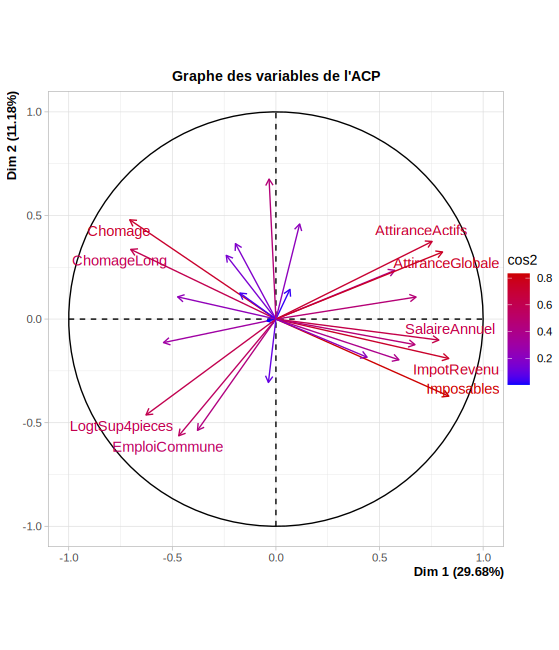 Graphe des variables de l'ACP
Dim 2 (11.18%)
1.0
0.5
0.0
-0.5
-1.0
Chomage
ChomageLong
AttiranceActifs
AttiranceGlobale
SalaireAnnuel
ImpotRevenu
Imposables
LogtSup4pieces
EmploiCommune
-1.0
-0.5
0.0
0.5
1.0
Dim 1 (29.68%)
cos2
0.8
0.6
0.4
0.2